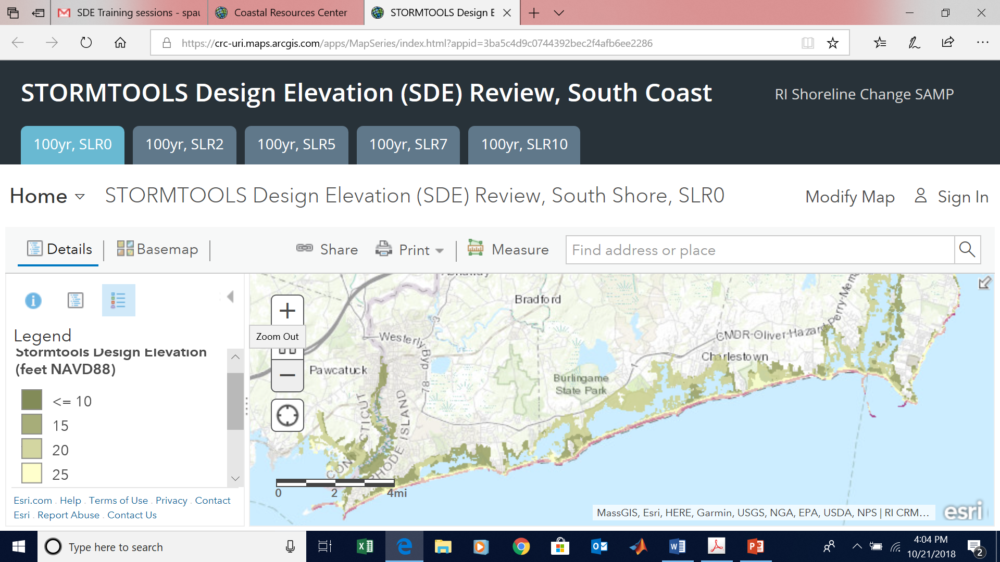 SDE Training sessions - spau
Coastal Resources Center
STORMTOOLS Design E
https://crc-uri.maps.arcgis.com/apps/MapSeries/index.html?appid=3ba5c4d9c0744392bec2f4afb6ee2286
STORMTOOLS Design Elevation (SDE) Review, South Coast
RI Shoreline Change SAMP
100yr, SLR0
100yr, SLR2
100yr, SLR5
100yr, SLR7
100yr, SLR10
Home
STORMTOOLS Design Elevation (SDE) Review, South Shore, SLR0
Modify Map
Sign In
Details
Basemap
Share
Print
Measure
Find address or place
Legend
Stormtools Design Elevation
(feet NAVD88)
<= 10
15
20
25
Esri.com . Help . Terms of Use . Privacy . Contact
Esri . Report Abuse . Contact Us
Zoom Out
Bradford
Westerly-Byp-78
3
Pawcatuck
Burlingame
State Park
1
CMDR-Oliver-Hazard-Perry-Mem
Charlestown
CONNECTICUT
RHODE ISLAND
0 2 4mi
MassGIS, Esri, HERE, Garmin, USGS, NGA, EPA, USDA, NPS | RI CRM...
esri
Type here to search
4:04 PM
10/21/2018
2